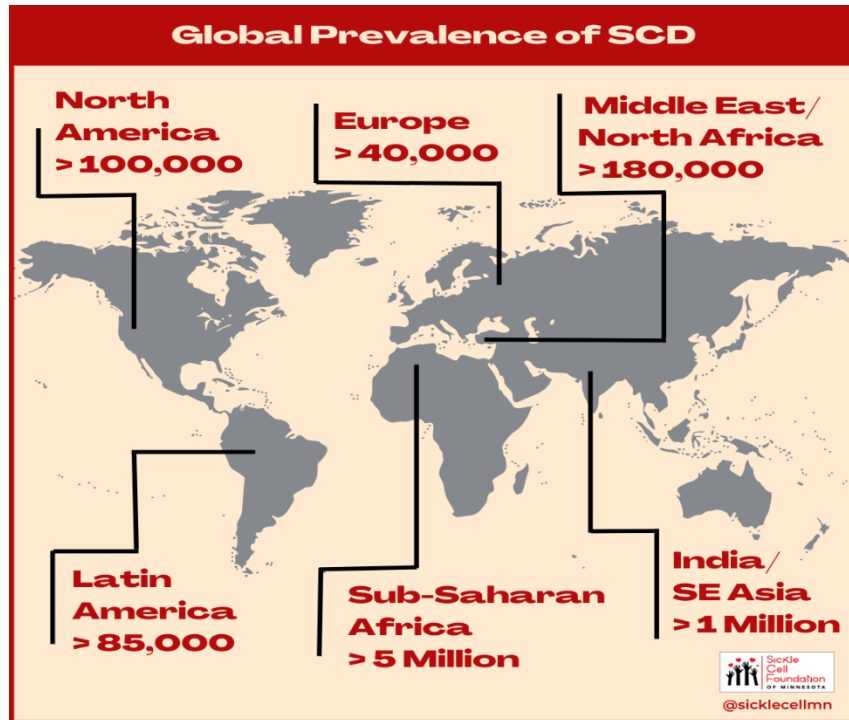 Global Prevalence of SCD
North
America
> 100,000
Europe
> 40,000
Middle East/
North Africa
> 180,000
Latin
America
> 85,000
Sub-Saharan
Africa
> 5 Million
India/
SE Asia
> 1 Million
Sickle
Cell
Foundation
OF MINNESOTA
@sicklecellmn